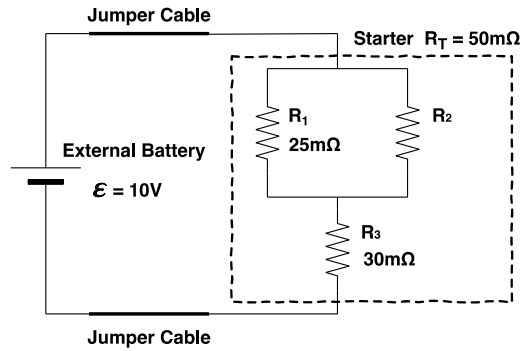 Jumper Cable
Starter R_T = 50mΩ
R₁
25mΩ
R₂
External Battery
ℰ = 10V
R₃
30mΩ
Jumper Cable